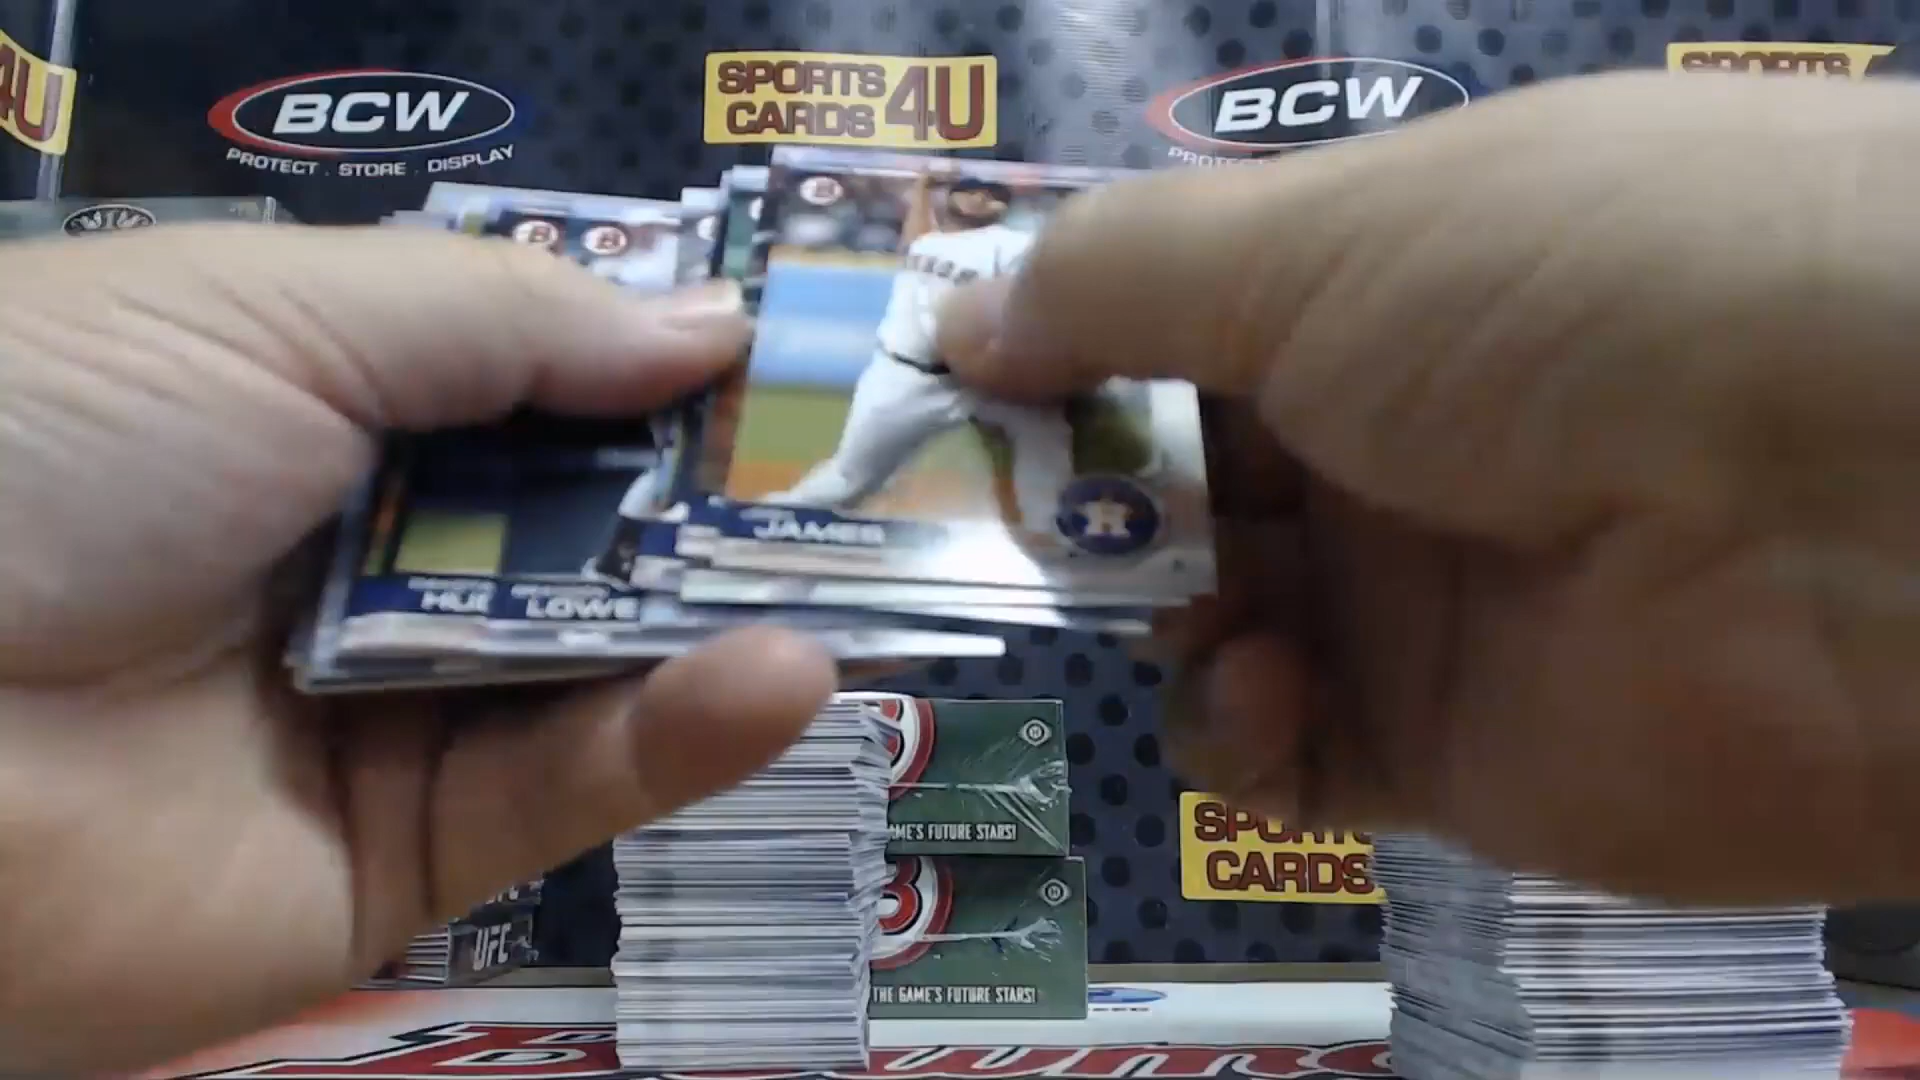 4U
BCW
PROTECT . STORE . DISPLAY
SPORTS
CARDS 4U
BCW
SPORTS
B
B
JAMES
H
LOWE
GAME'S FUTURE STARS!
B
THE GAME'S FUTURE STARS!
UFC
CARDS